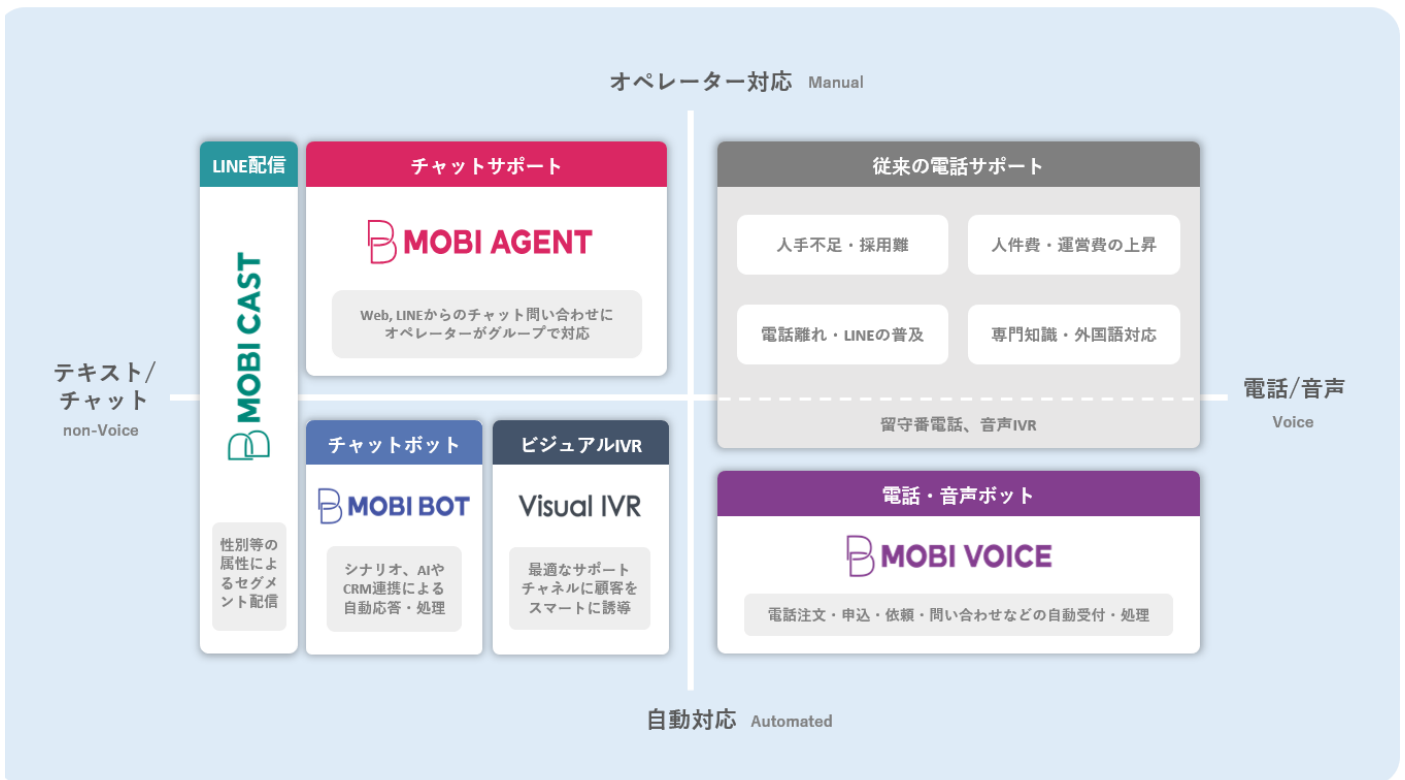 オペレーター対応 Manual
LINE配信
MOBI CAST
性別等の
属性によ
るセグメ
ント配信
チャットサポート
MOBI AGENT
Web, LINEからのチャット問い合わせに
オペレーターがグループで対応
従来の電話サポート
人手不足・採用難
人件費・運営費の上昇
電話離れ・LINEの普及
専門知識・外国語対応
留守番電話、音声IVR
テキスト/
チャット
non-Voice
電話/音声
Voice
チャットボット
MOBI BOT
シナリオ、AIや
CRM連携による
自動応答・処理
ビジュアルIVR
Visual IVR
最適なサポート
チャネルに顧客を
スマートに誘導
電話・音声ボット
MOBI VOICE
電話注文・申込・依頼・問い合わせなどの自動受付・処理
自動対応 Automated